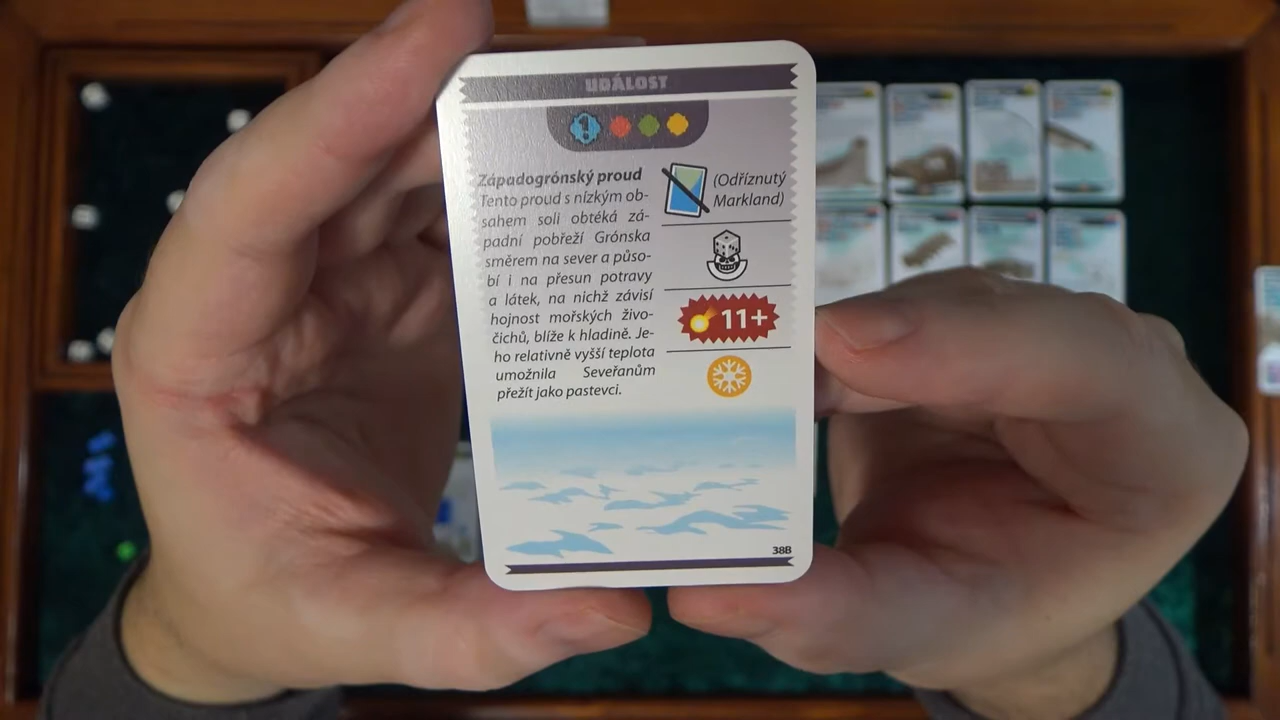 UDÁLOST
Západogrónský proud
Tento proud s nízkým ob-
sahem soli obtéká zá-
padní pobřeží Grónska
směrem na sever a půso-
bí i na přesun potravy
a látek, na nichž závisí
hojnost mořských živo-
čichů, blíže k hladině. Je-
ho relativně vyšší teplota
umožnila Seveřanům
přežít jako pastevci.
(Odříznutý
Markland)
11+
38B